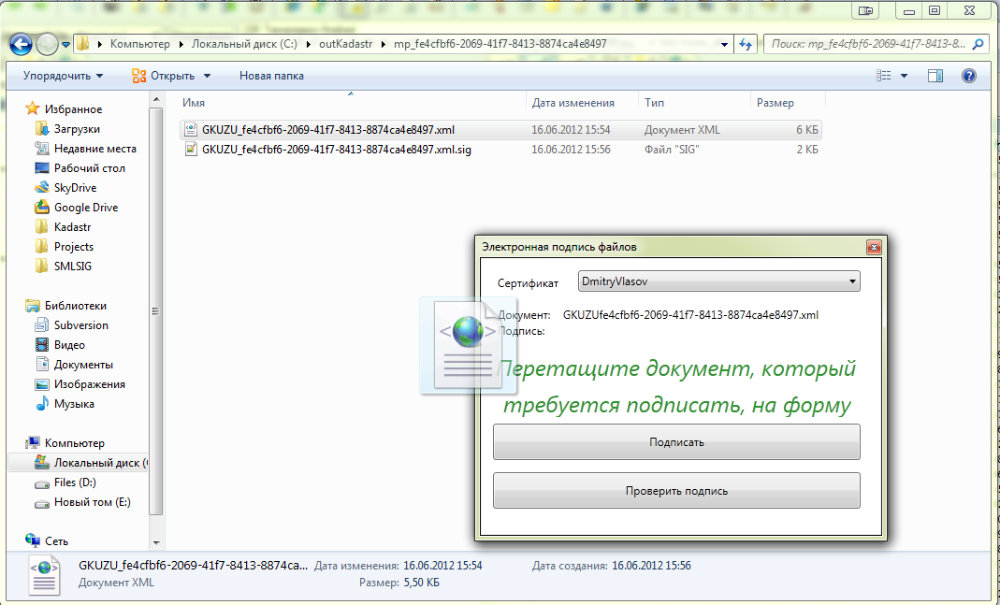 Компьютер Локальный диск (C:) outKadastr mp_fe4cfbf6-2069-41f7-8413-8874ca4e8497
Поиск: mp_fe4cfbf6-2069-41f7-8413-8...
Упорядочить Открыть Новая папка
Избранное
Загрузки
Недавние места
Рабочий стол
SkyDrive
Google Drive
Kadastr
Projects
SMLSIG
Библиотеки
Subversion
Видео
Документы
Изображения
Музыка
Компьютер
Локальный диск (
Files (D:)
Новый том (E:)
Сеть
Имя Дата изменения Тип Размер
GKUZU_fe4cfbf6-2069-41f7-8413-8874ca4e8497.xml 16.06.2012 15:54 Документ XML 6 КБ
GKUZU_fe4cfbf6-2069-41f7-8413-8874ca4e8497.xml.sig 16.06.2012 15:56 Файл "SIG" 2 КБ
Электронная подпись файлов
Сертификат DmitryVlasov
Документ: GKUZUfe4cfbf6-2069-41f7-8413-8874ca4e8497.xml
Подпись:
Перетащите документ, который
требуется подписать, на форму
Подписать
Проверить подпись
GKUZU_fe4cfbf6-2069-41f7-8413-8874ca... Дата изменения: 16.06.2012 15:54 Дата создания: 16.06.2012 15:56
Документ XML Размер: 5,50 КБ